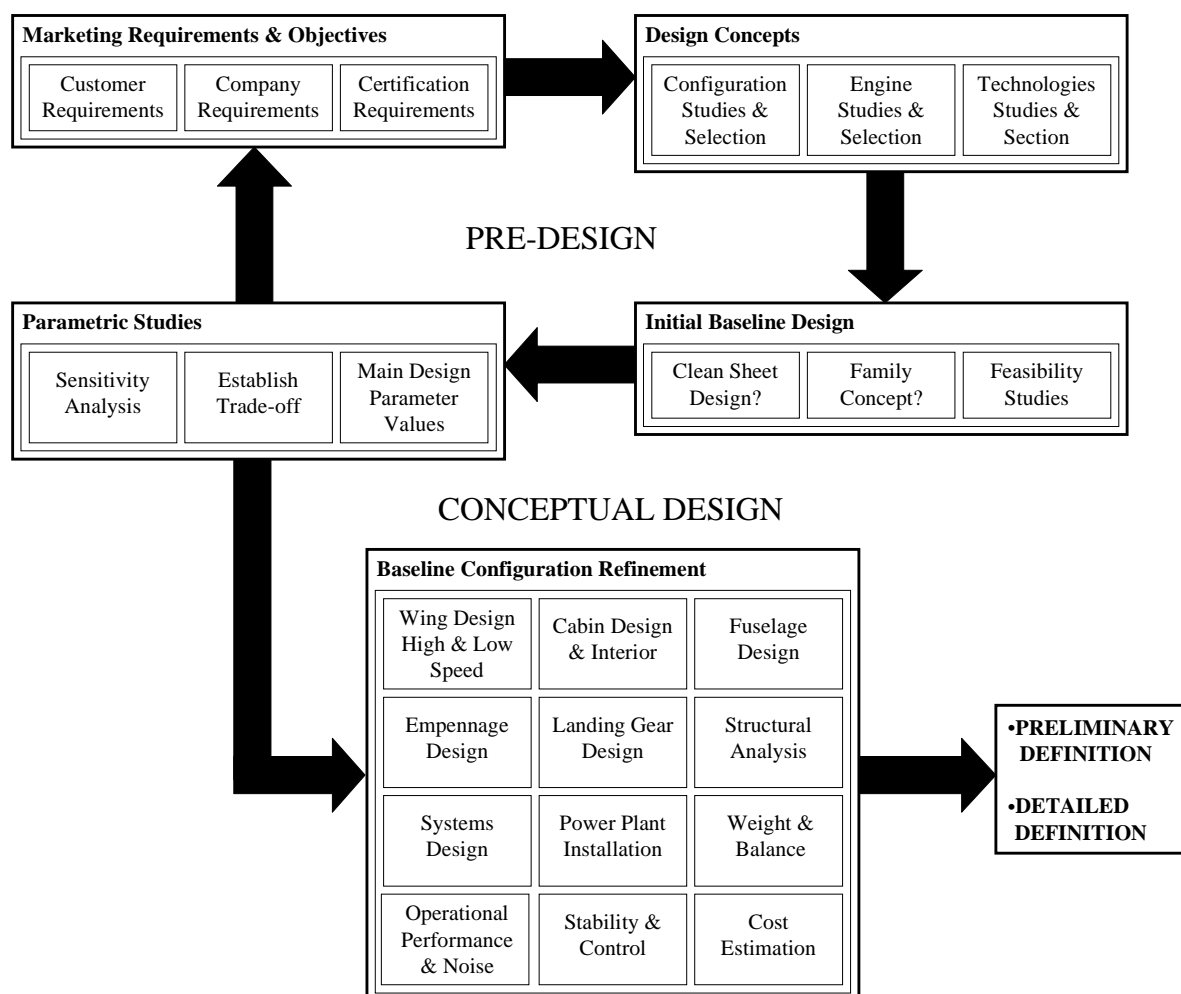 Marketing Requirements & Objectives
Customer
Requirements
Company
Requirements
Certification
Requirements
Design Concepts
Configuration
Studies &
Selection
Engine
Studies &
Selection
Technologies
Studies &
Section
PRE-DESIGN
Parametric Studies
Sensitivity
Analysis
Establish
Trade-off
Main Design
Parameter
Values
Initial Baseline Design
Clean Sheet
Design?
Family
Concept?
Feasibility
Studies
CONCEPTUAL DESIGN
Baseline Configuration Refinement
Wing Design
High & Low
Speed
Cabin Design
& Interior
Fuselage
Design
Empennage
Design
Landing Gear
Design
Structural
Analysis
Systems
Design
Power Plant
Installation
Weight &
Balance
Operational
Performance
& Noise
Stability &
Control
Cost
Estimation
•PRELIMINARY
DEFINITION
•DETAILED
DEFINITION